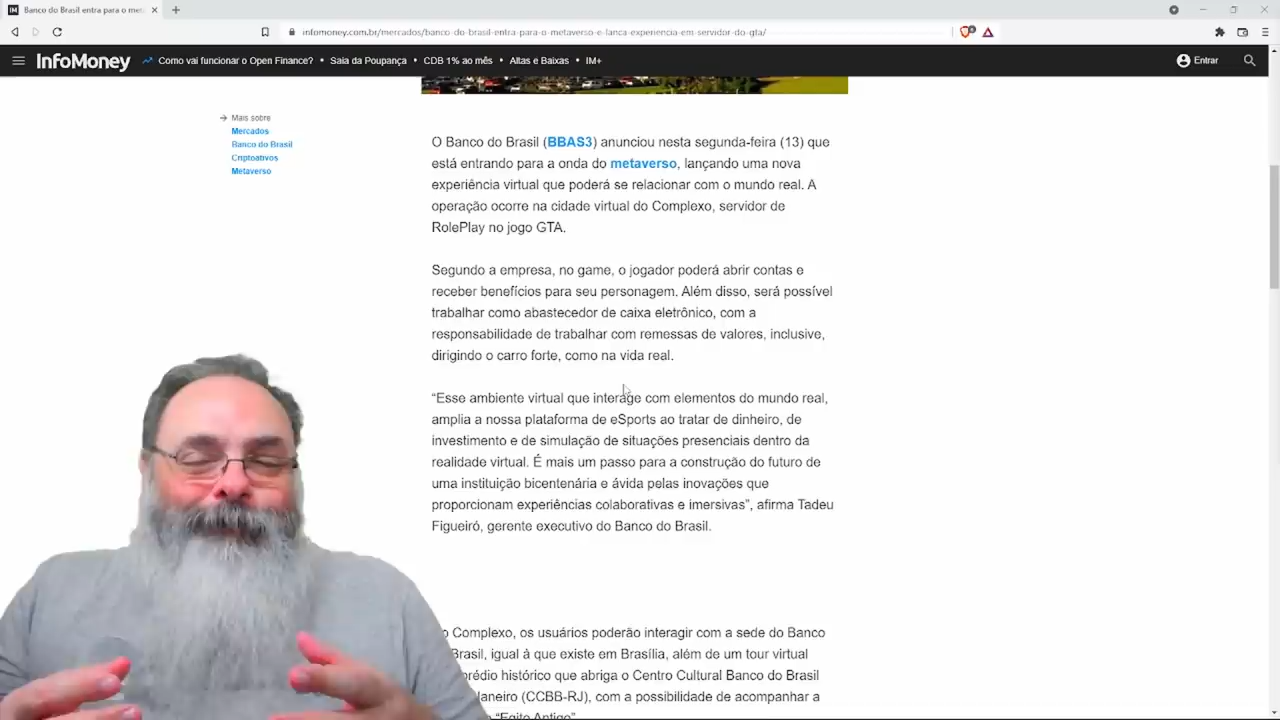 Banco do Brasil entra para o met
infomoney.com.br/mercados/banco-do-brasil-entra-para-o-metaverso-e-lanca-experiencia-em-servidor-do-gta/
InfoMoney
Como vai funcionar o Open Finance? • Saia da Poupança • CDB 1% ao mês • Altas e Baixas • IM+
Entrar
Mais sobre
Mercados
Banco do Brasil
Criptoativos
Metaverso
O Banco do Brasil (BBAS3) anunciou nesta segunda-feira (13) que
está entrando para a onda do metaverso, lançando uma nova
experiência virtual que poderá se relacionar com o mundo real. A
operação ocorre na cidade virtual do Complexo, servidor de
RolePlay no jogo GTA.
Segundo a empresa, no game, o jogador poderá abrir contas e
receber benefícios para seu personagem. Além disso, será possível
trabalhar como abastecedor de caixa eletrônico, com a
responsabilidade de trabalhar com remessas de valores, inclusive,
dirigindo o carro forte, como na vida real.
“Esse ambiente virtual que interage com elementos do mundo real,
amplia a nossa plataforma de eSports ao tratar de dinheiro, de
investimento e de simulação de situações presenciais dentro da
realidade virtual. É mais um passo para a construção do futuro de
uma instituição bicentenária e ávida pelas inovações que
proporcionam experiências colaborativas e imersivas”, afirma Tadeu
Figueiró, gerente executivo do Banco do Brasil.
o Complexo, os usuários poderão interagir com a sede do Banco
Brasil, igual à que existe em Brasília, além de um tour virtual
prédio histórico que abriga o Centro Cultural Banco do Brasil
Janeiro (CCBB-RJ), com a possibilidade de acompanhar a
“Egito Antigo”